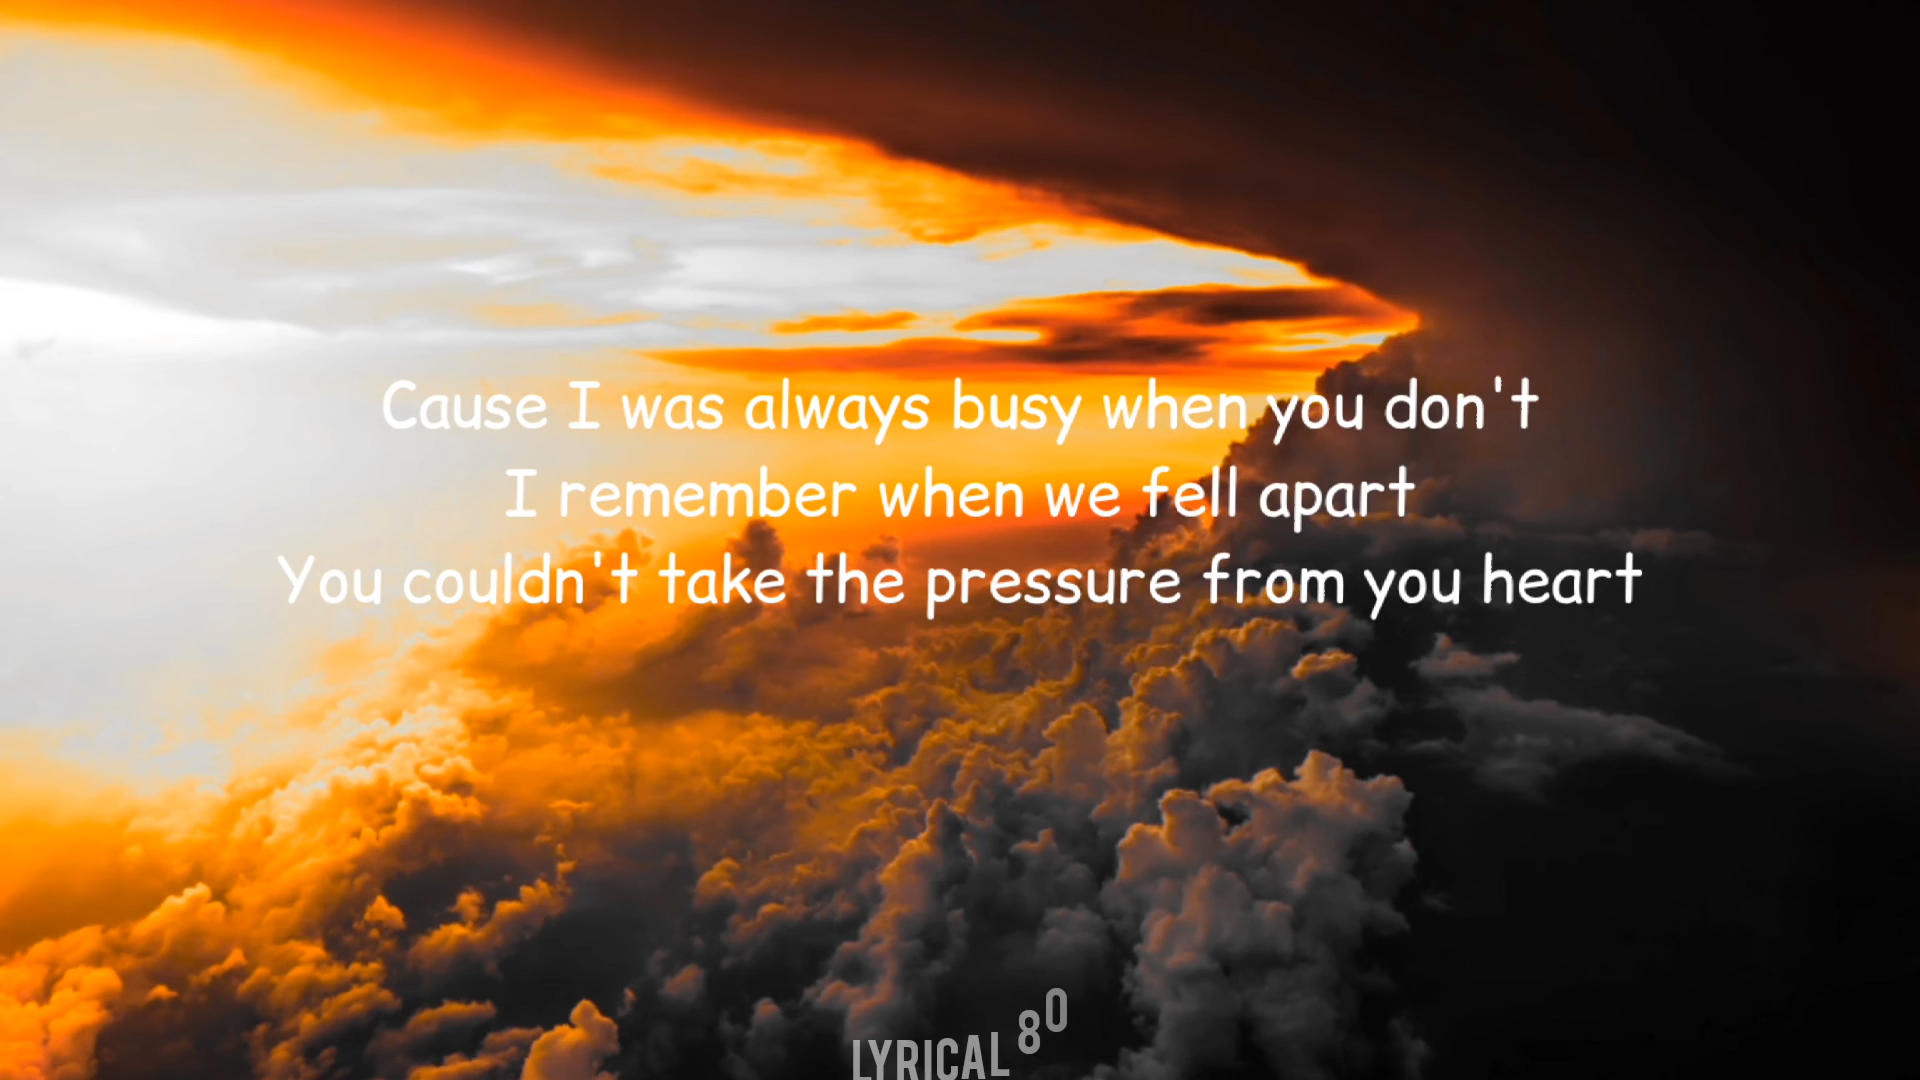 Cause I was always busy when you don't
I remember when we fell apart
You couldn't take the pressure from you heart
LYRICAL 80